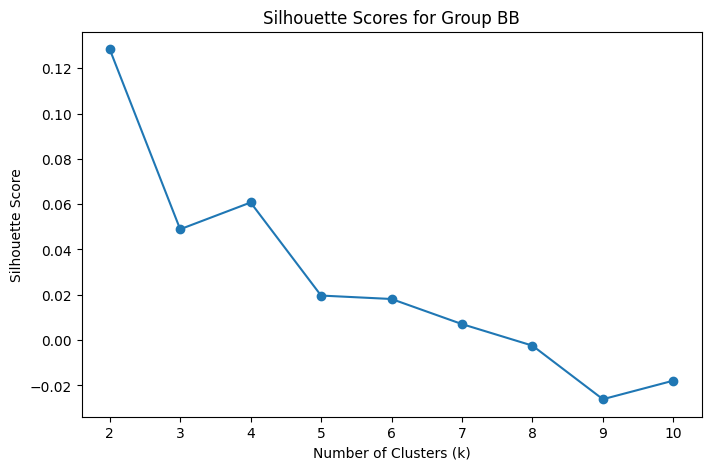 Silhouette Scores for Group BB
Silhouette Score
0.12
0.10
0.08
0.06
0.04
0.02
0.00
−0.02
2 3 4 5 6 7 8 9 10
Number of Clusters (k)